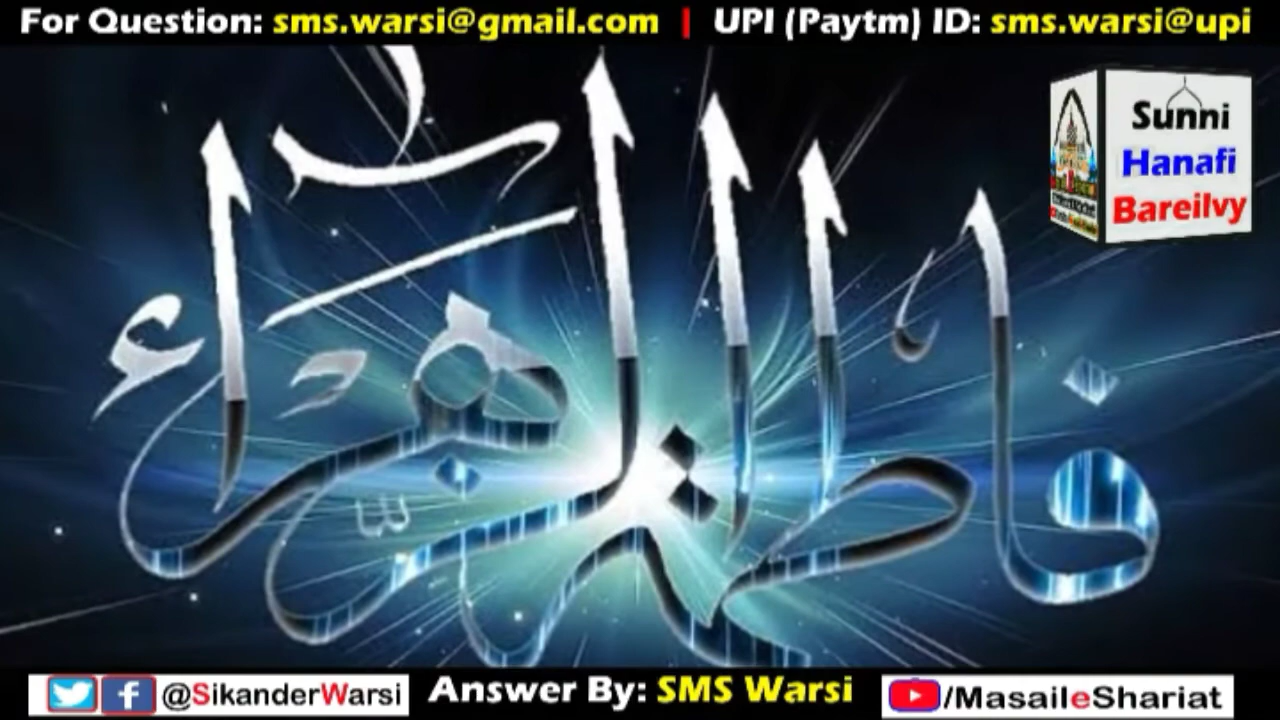 For Question: sms.warsi@gmail.com | UPI (Paytm) ID: sms.warsi@upi
Sunni
Hanafi
Bareilvy
فاطمة الزهراء
@SikanderWarsi
Answer By: SMS Warsi
/MasaileShariat